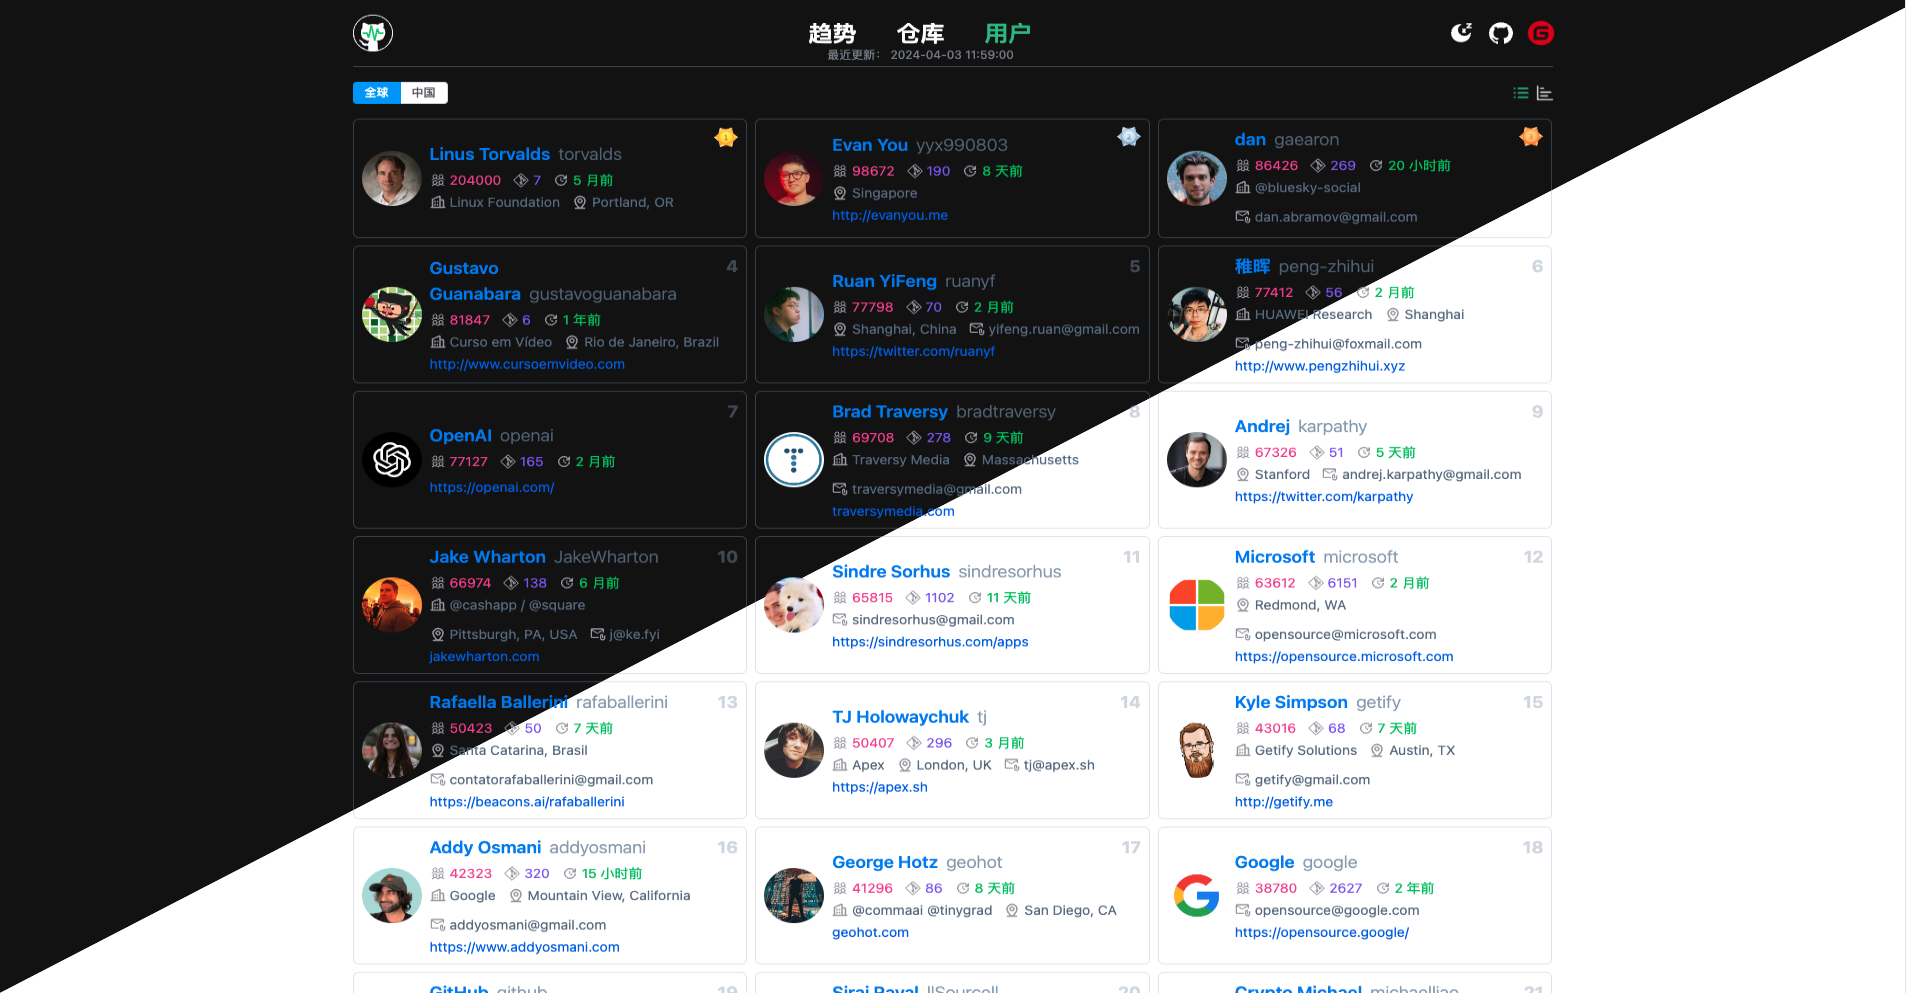 趋势 仓库 用户
最近更新： 2024-04-03 11:59:00
全球 中国
Linus Torvalds torvalds
204000 7 5 月前
Linux Foundation Portland, OR
Evan You yyx990803
98672 190 8 天前
Singapore
http://evanyou.me
dan gaearon
86426 269 20 小时前
@bluesky-social
dan.abramov@gmail.com
4
Gustavo
Guanabara gustavoguanabara
81847 6 1 年前
Curso em Vídeo Rio de Janeiro, Brazil
http://www.cursoemvideo.com
5
Ruan YiFeng ruanyf
77798 70 2 月前
Shanghai, China yifeng.ruan@gmail.com
https://twitter.com/ruanyf
6
稚晖 peng-zhihui
77412 56 2 月前
HUAWEI Research Shanghai
peng-zhihui@foxmail.com
http://www.pengzhihui.xyz
7
OpenAI openai
77127 165 2 月前
https://openai.com/
8
Brad Traversy bradtraversy
69708 278 9 天前
Traversy Media Massachusetts
traversymedia@gmail.com
traversymedia.com
9
Andrej karpathy
67326 51 5 天前
Stanford andrej.karpathy@gmail.com
https://twitter.com/karpathy
10
Jake Wharton JakeWharton
66974 138 6 月前
@cashapp / @square
Pittsburgh, PA, USA j@ke.fyi
jakewharton.com
11
Sindre Sorhus sindresorhus
65815 1102 11 天前
sindresorhus@gmail.com
https://sindresorhus.com/apps
12
Microsoft microsoft
63612 6151 2 月前
Redmond, WA
opensource@microsoft.com
https://opensource.microsoft.com
13
Rafaella Ballerini rafaballerini
50423 50 7 天前
Santa Catarina, Brasil
contatorafaballerini@gmail.com
https://beacons.ai/rafaballerini
14
TJ Holowaychuk tj
50407 296 3 月前
Apex London, UK tj@apex.sh
https://apex.sh
15
Kyle Simpson getify
43016 68 7 天前
Getify Solutions Austin, TX
getify@gmail.com
http://getify.me
16
Addy Osmani addyosmani
42323 320 15 小时前
Google Mountain View, California
addyosmani@gmail.com
https://www.addyosmani.com
17
George Hotz geohot
41296 86 8 天前
@commaai @tinygrad San Diego, CA
geohot.com
18
Google google
38780 2627 2 年前
opensource@google.com
https://opensource.google/
19
GitHub github
20
Siraj Raval llSourcell
21
Crypto Michael michaelliao